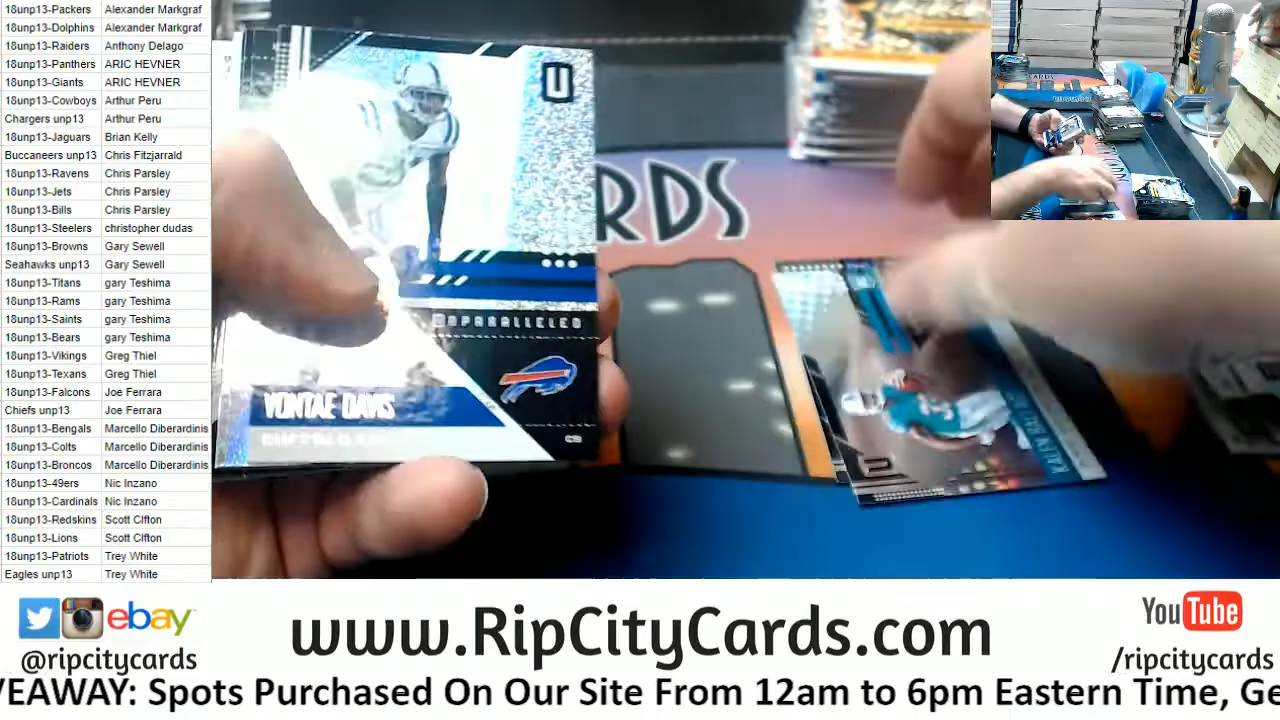 18unp13-Packers Alexander Markgraf
18unp13-Dolphins Alexander Markgraf
18unp13-Raiders Anthony Delago
18unp13-Panthers ARIC HEVNER
18unp13-Giants ARIC HEVNER
18unp13-Cowboys Arthur Peru
Chargers unp13 Arthur Peru
18unp13-Jaguars Brian Kelly
Buccaneers unp13 Chris Fitzjarrald
18unp13-Ravens Chris Parsley
18unp13-Jets Chris Parsley
18unp13-Bills Chris Parsley
18unp13-Steelers christopher dudas
18unp13-Browns Gary Sewell
Seahawks unp13 Gary Sewell
18unp13-Titans gary Teshima
18unp13-Rams gary Teshima
18unp13-Saints gary Teshima
18unp13-Bears gary Teshima
18unp13-Vikings Greg Thiel
18unp13-Texans Greg Thiel
18unp13-Falcons Joe Ferrara
Chiefs unp13 Joe Ferrara
18unp13-Bengals Marcello Diberardinis
18unp13-Colts Marcello Diberardinis
18unp13-Broncos Marcello Diberardinis
18unp13-49ers Nic Inzano
18unp13-Cardinals Nic Inzano
18unp13-Redskins Scott Clfton
18unp13-Lions Scott Clfton
18unp13-Patriots Trey White
Eagles unp13 Trey White
U
UNPARALLELED
VONTAE DAVIS
CB
RDS
ebay
@ripcitycards
www.RipCityCards.com
YouTube
/ripcitycards
VEAWAY: Spots Purchased On Our Site From 12am to 6pm Eastern Time, Ge